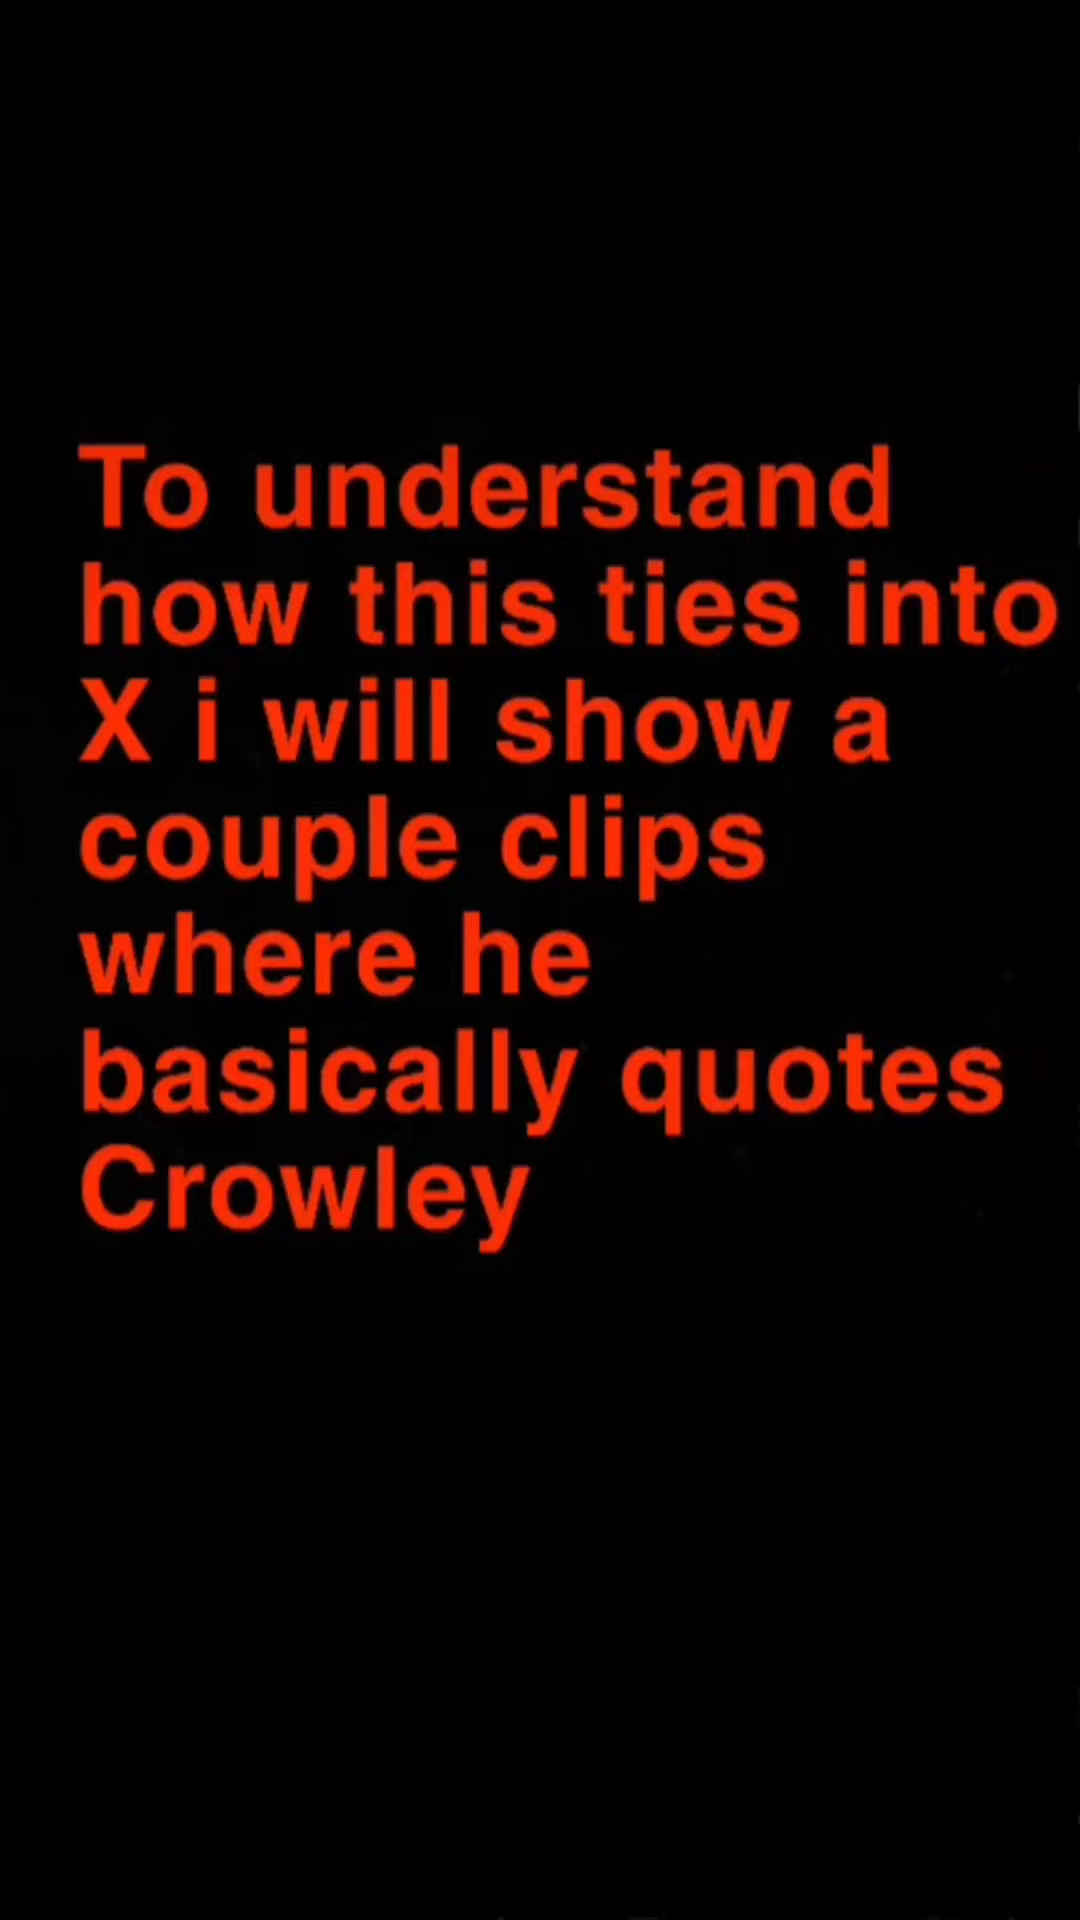 To understand
how this ties into
X i will show a
couple clips
where he
basically quotes
Crowley